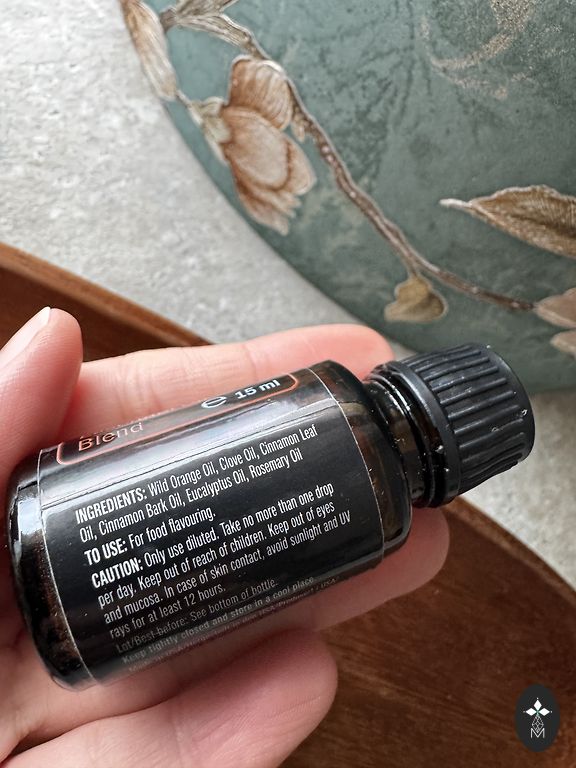 Blend
e 15 ml
INGREDIENTS: Wild Orange Oil, Clove Oil, Cinnamon Leaf
Oil, Cinnamon Bark Oil, Eucalyptus Oil, Rosemary Oil
TO USE: For food flavouring.
CAUTION: Only use diluted. Take no more than one drop
per day. Keep out of reach of children. Keep out of eyes
and mucosa. In case of skin contact, avoid sunlight and UV
rays for at least 12 hours.
Lot/Best-before: See bottom of bottle.
Keep tightly closed and store in a cool place.
M